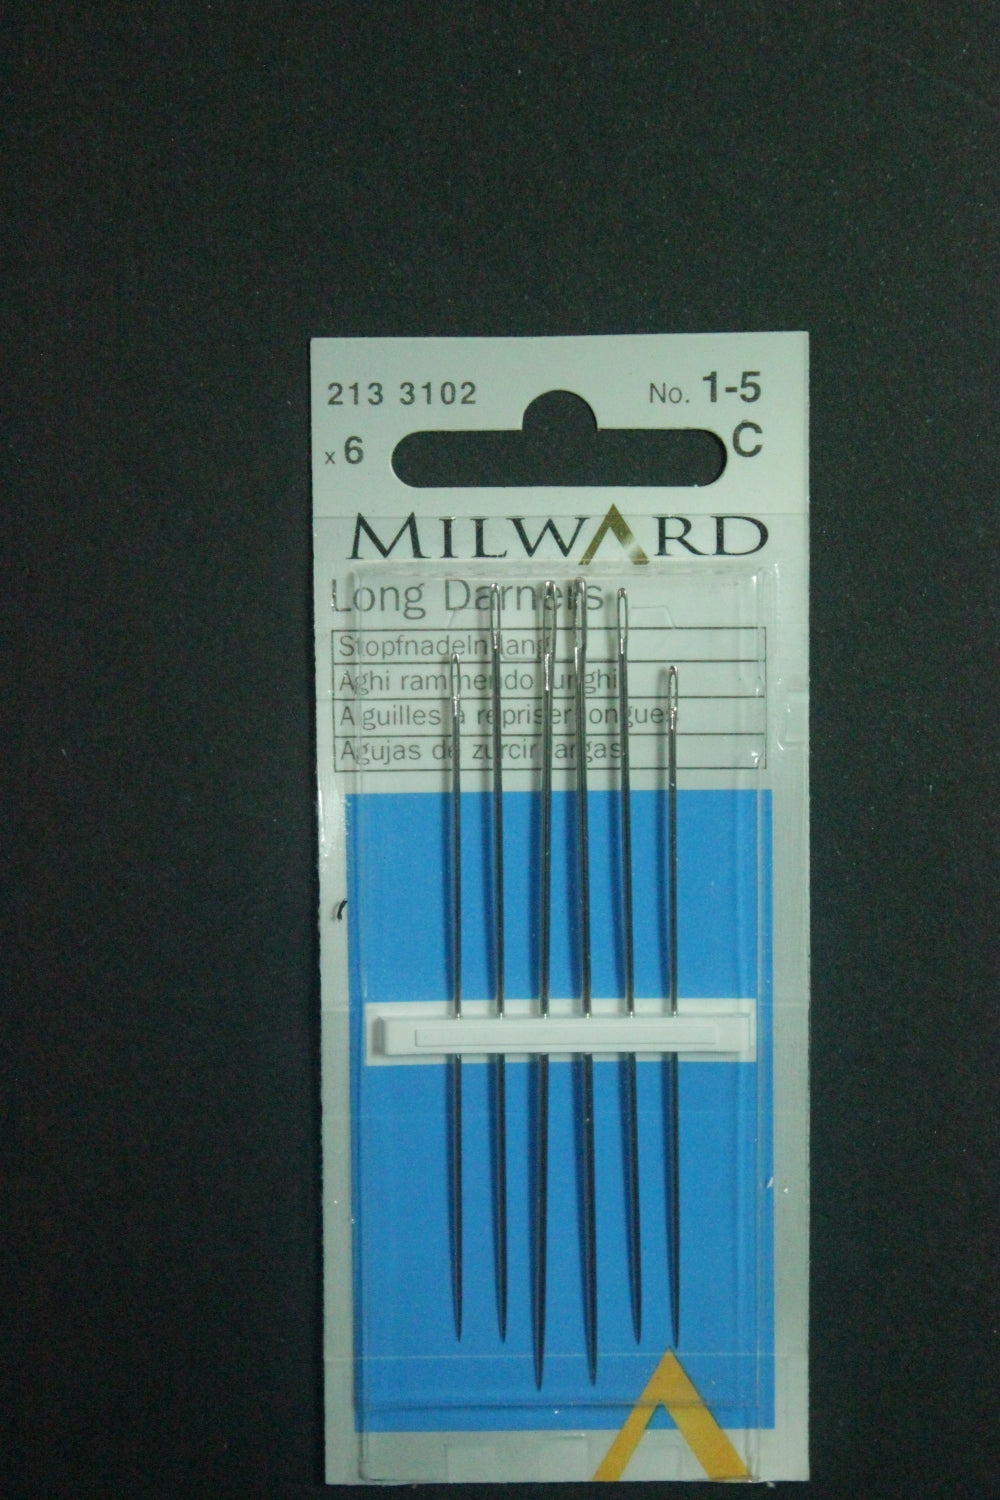 213 3102
No. 1-5
x 6
C
MILWARD
Long Darners
Stopfnadeln lang
Aghi rammendo lunghi
Aiguilles à repriser longues
Agujas de zurcir largas